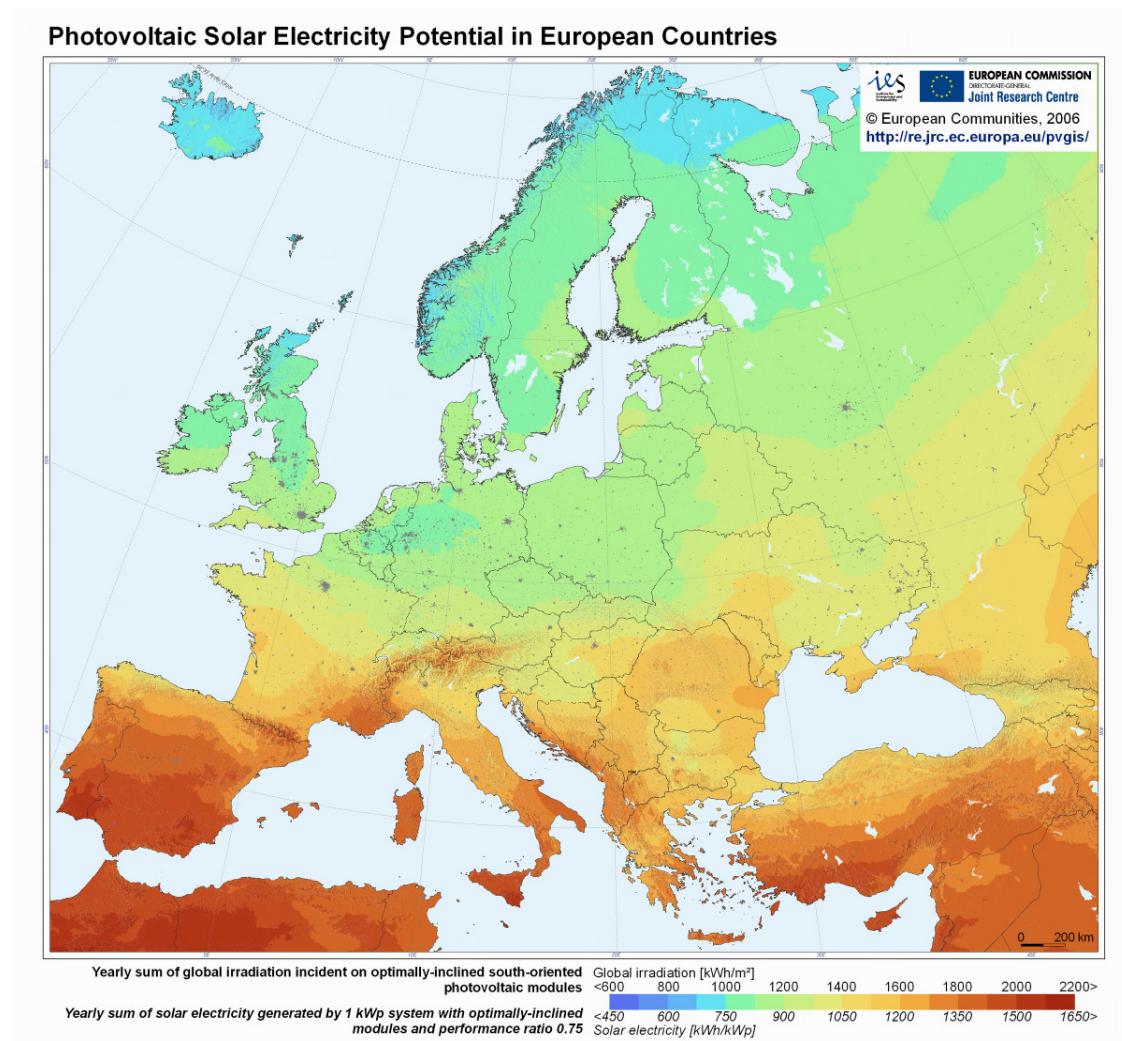 Photovoltaic Solar Electricity Potential in European Countries
ies
EUROPEAN COMMISSION
DIRECTORATE-GENERAL
Joint Research Centre
© European Communities, 2006
http://re.jrc.ec.europa.eu/pvgis/
0 200 km
Yearly sum of global irradiation incident on optimally-inclined south-oriented
photovoltaic modules
Yearly sum of solar electricity generated by 1 kWp system with optimally-inclined
modules and performance ratio 0.75
Global irradiation [kWh/m²]
<600 800 1000 1200 1400 1600 1800 2000 2200>
<450 600 750 900 1050 1200 1350 1500 1650>
Solar electricity [kWh/kWp]